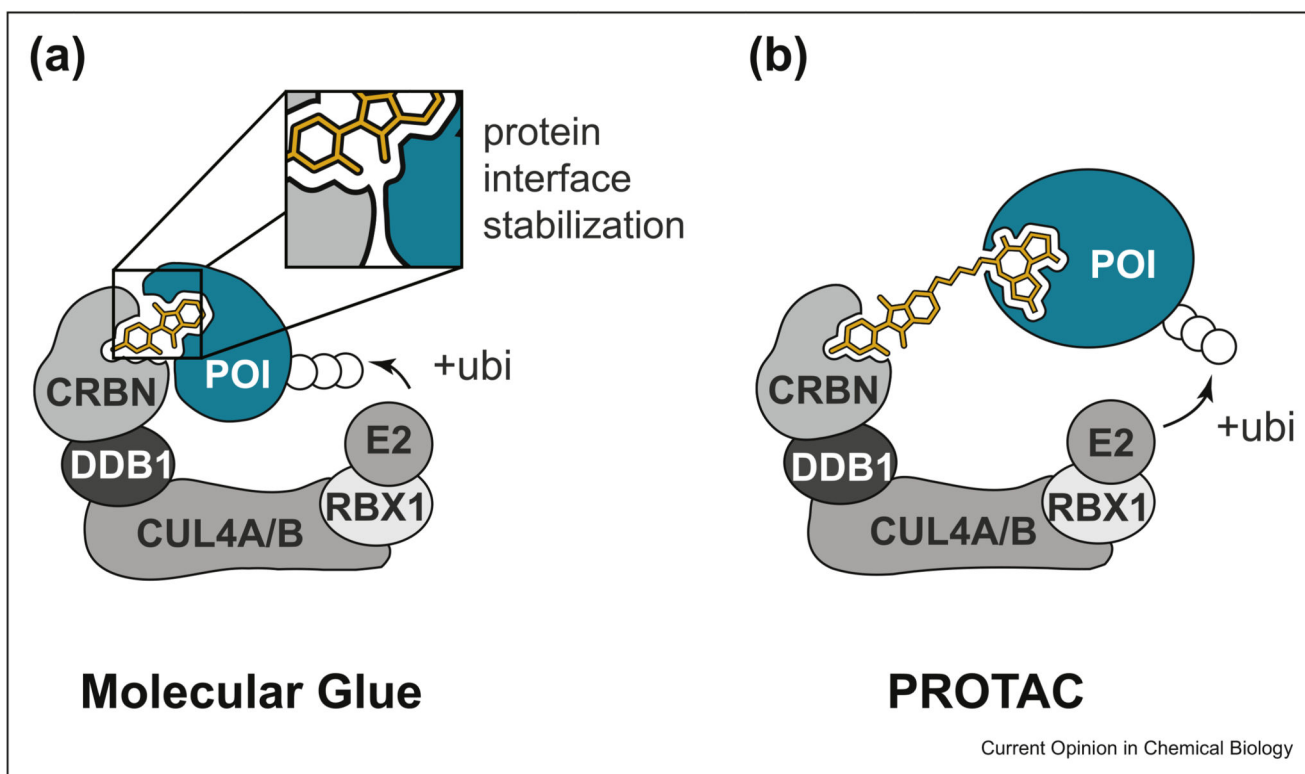 (a)
protein
interface
stabilization
CRBN
POI
+ubi
DDB1
E2
RBX1
CUL4A/B
Molecular Glue
(b)
POI
CRBN
+ubi
DDB1
E2
RBX1
CUL4A/B
PROTAC
Current Opinion in Chemical Biology